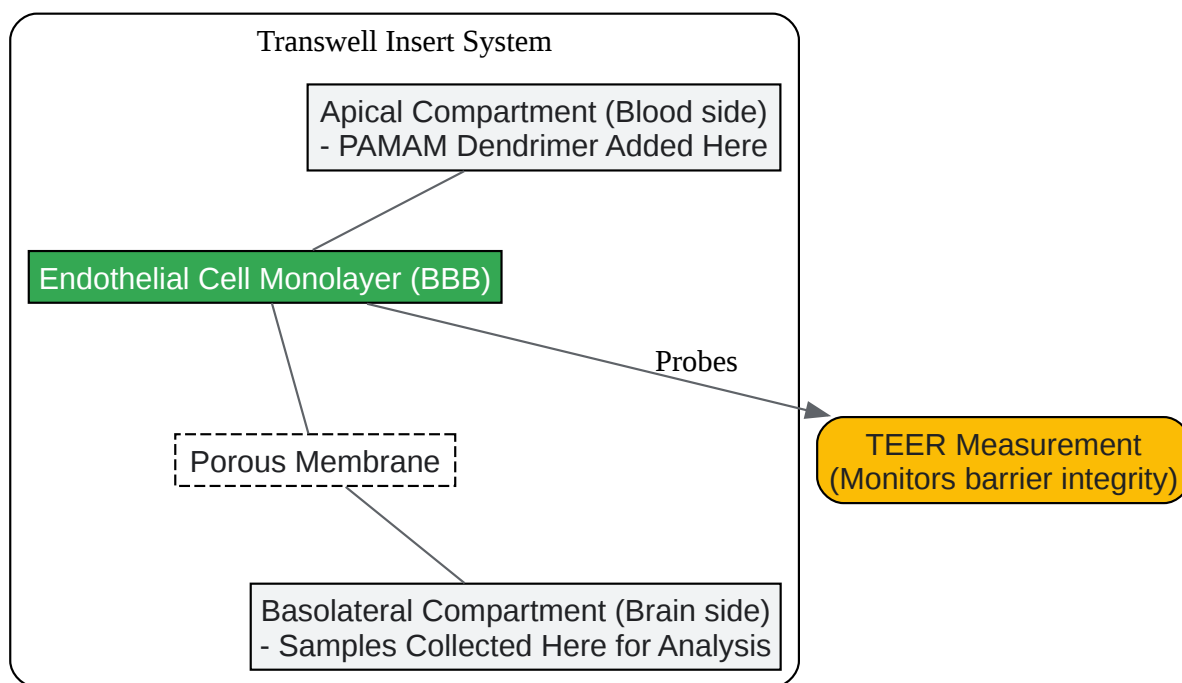 Transwell Insert System
Apical Compartment (Blood side)
- PAMAM Dendrimer Added Here
Endothelial Cell Monolayer (BBB)
Probes
Porous Membrane
TEER Measurement
(Monitors barrier integrity)
Basolateral Compartment (Brain side)
- Samples Collected Here for Analysis